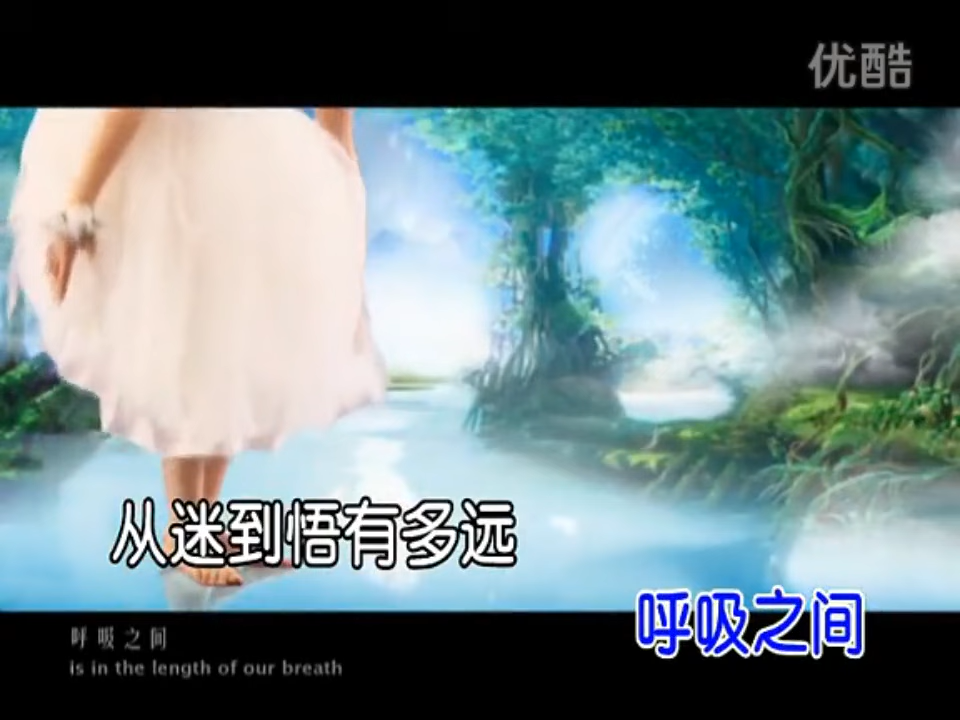 优酷
从迷到悟有多远
呼吸之间
呼吸之间
is in the length of our breath